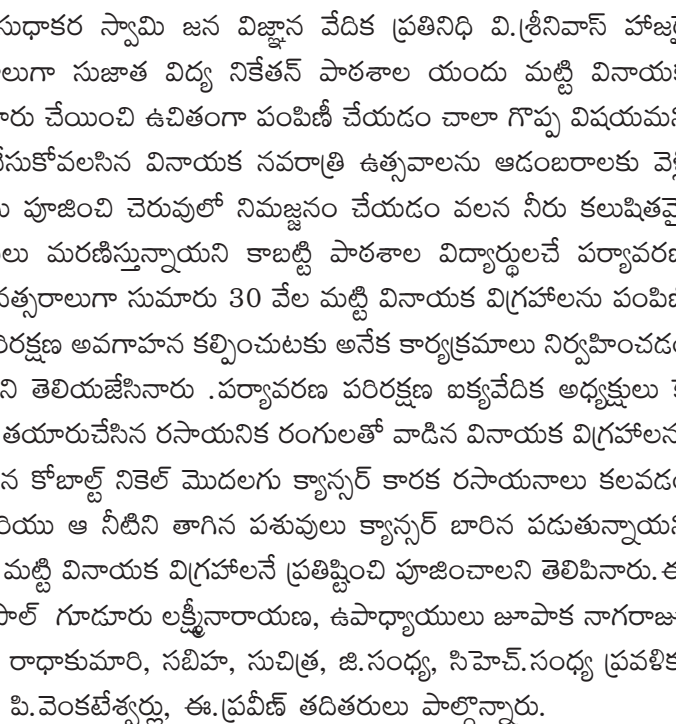 సుధాకర స్వామి జన విజ్ఞాన వేదిక ప్రతినిధి వి.శ్రీనివాస్ హాజరై
లుగా సుజాత విద్య నికేతన్ పాఠశాల యందు మట్టి వినాయక
ారు చేయించి ఉచితంగా పంపిణీ చేయడం చాలా గొప్ప విషయమని
చేసుకోవలసిన వినాయక నవరాత్రి ఉత్సవాలను ఆడంబరాలకు వెళ్లి
పూజించి చెరువులో నిమజ్జనం చేయడం వలన నీరు కలుషితమై
లు మరణిస్తున్నాయని కాబట్టి పాఠశాల విద్యార్థులచే పర్యావరణ
వత్సరాలుగా సుమారు 30 వేల మట్టి వినాయక విగ్రహాలను పంపిణీ
రిరక్షణ అవగాహన కల్పించుటకు అనేక కార్యక్రమాలు నిర్వహించడం
ని తెలియజేసినారు .పర్యావరణ పరిరక్షణ ఐక్యవేదిక అధ్యక్షులు
తయారుచేసిన రసాయనిక రంగులతో వాడిన వినాయక విగ్రహాలను
న కోబాల్ట్ నికెల్ మొదలగు క్యాన్సర్ కారక రసాయనాలు కలవడం
రియు ఆ నీటిని తాగిన పశువులు క్యాన్సర్ బారిన పడుతున్నాయని
మట్టి వినాయక విగ్రహాలనే ప్రతిష్టించి పూజించాలని తెలిపినారు.ఈ
పాల్ గూడూరు లక్ష్మీనారాయణ, ఉపాధ్యాయులు జూపాక నాగరాజు
రాధాకుమారి, సబిహ, సుచిత్ర, జి.సంధ్య, సిహెచ్.సంధ్య ప్రవళిక
పి.వెంకటేశ్వర్లు, ఈ.ప్రవీణ్ తదితరులు పాల్గొన్నారు.